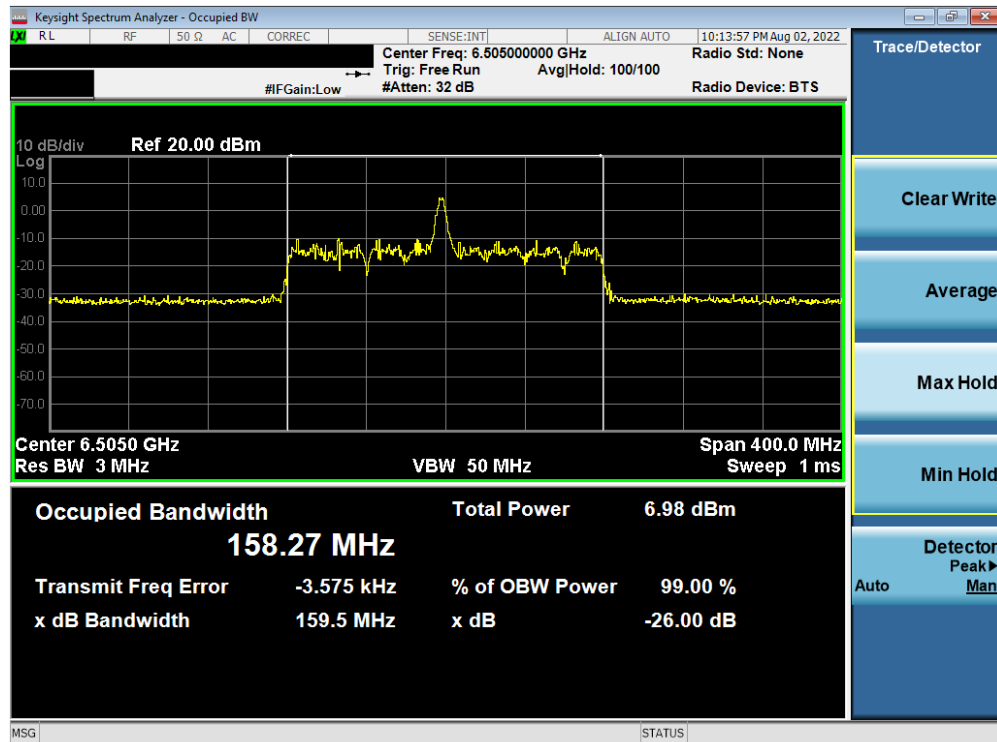 Keysight Spectrum Analyzer - Occupied BW
LXI RL RF 50 Ω AC CORREC SENSE:INT ALIGN AUTO 10:13:57 PM Aug 02, 2022
Center Freq: 6.505000000 GHz Radio Std: None
Trig: Free Run Avg|Hold: 100/100
#IFGain:Low #Atten: 32 dB Radio Device: BTS
10 dB/div Ref 20.00 dBm
Log
10.0
0.00
-10.0
-20.0
-30.0
-40.0
-50.0
-60.0
-70.0
Center 6.5050 GHz Span 400.0 MHz
Res BW 3 MHz VBW 50 MHz Sweep 1 ms
Occupied Bandwidth Total Power 6.98 dBm
158.27 MHz
Transmit Freq Error -3.575 kHz % of OBW Power 99.00 %
x dB Bandwidth 159.5 MHz x dB -26.00 dB
Trace/Detector
Clear Write
Average
Max Hold
Min Hold
Detector
Peak▶
Auto Man
MSG STATUS